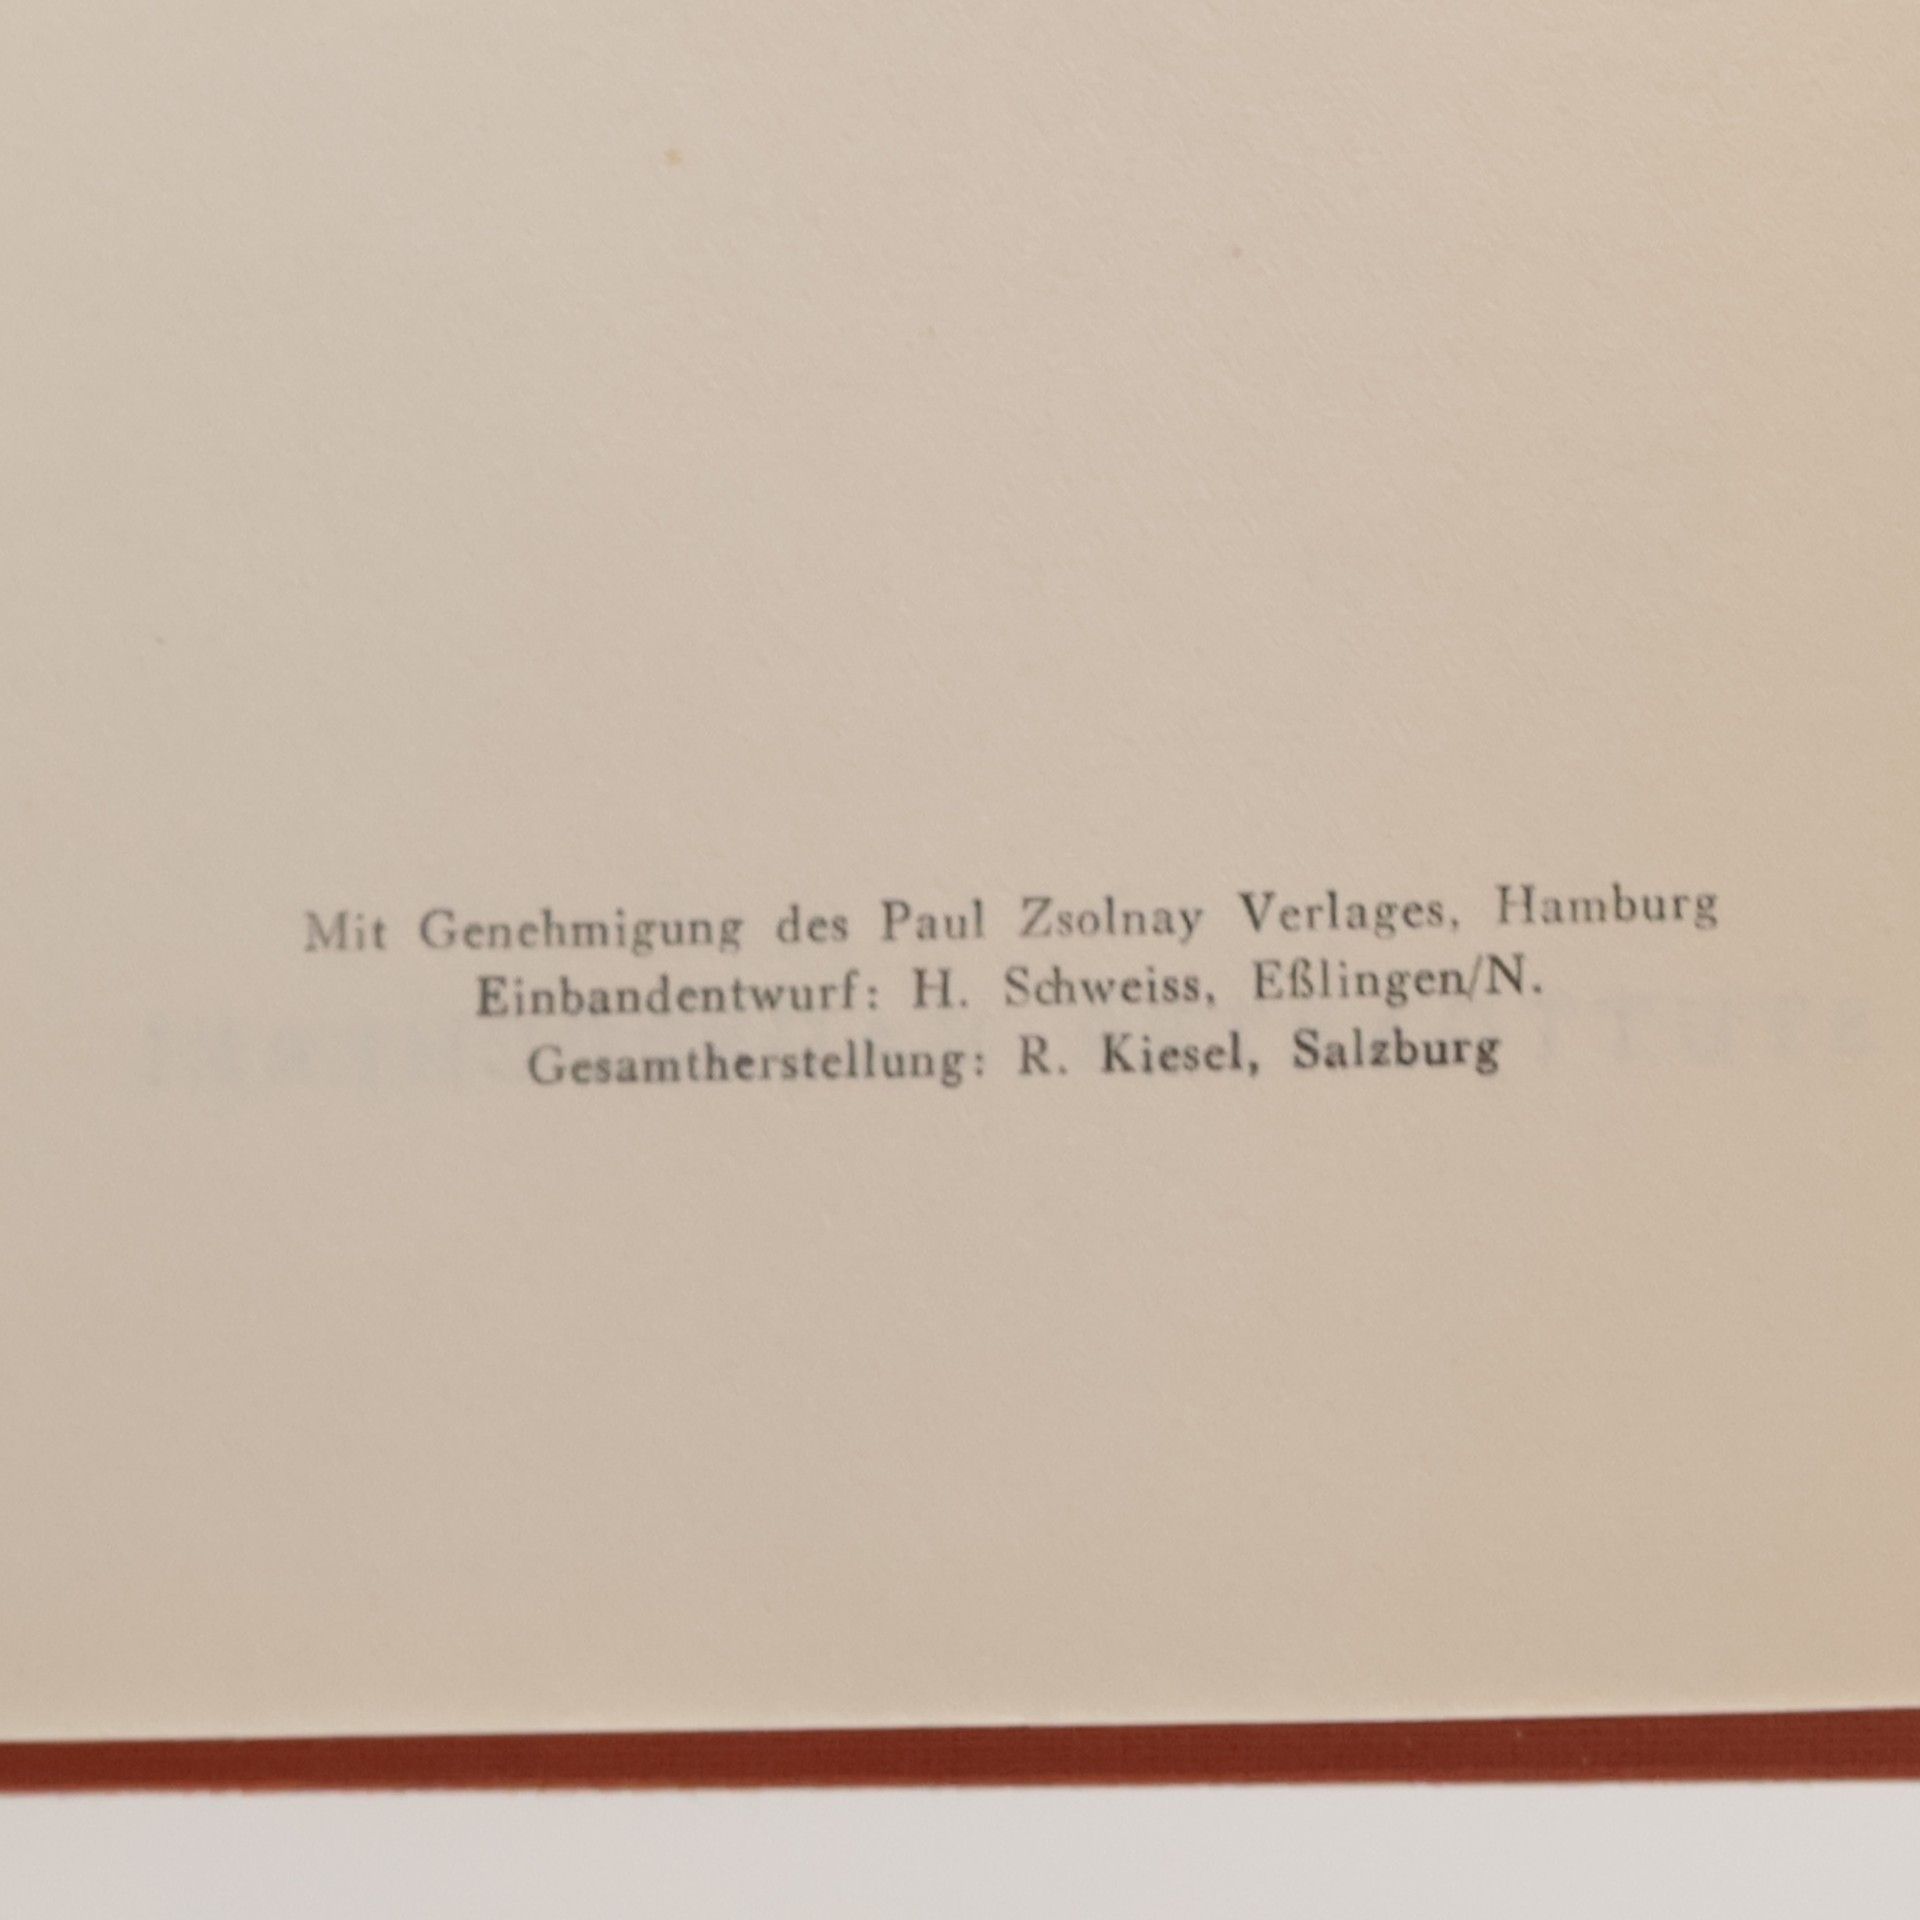 Mit Genehmigung des Paul Zsolnay Verlages, Hamburg
Einbandentwurf: H. Schweiss, Eßlingen/N.
Gesamtherstellung: R. Kiesel, Salzburg